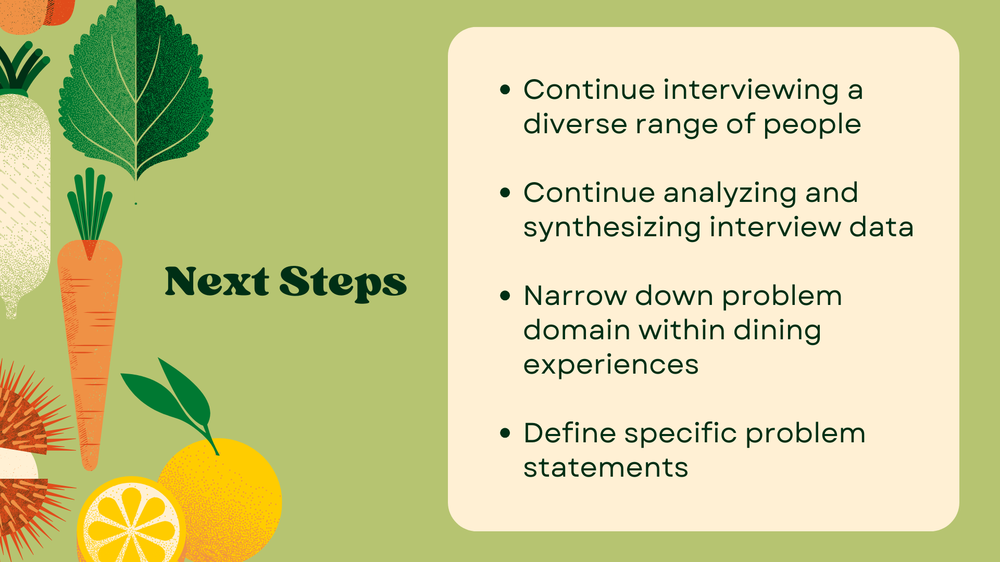 Next Steps
• Continue interviewing a
diverse range of people
• Continue analyzing and
synthesizing interview data
• Narrow down problem
domain within dining
experiences
• Define specific problem
statements